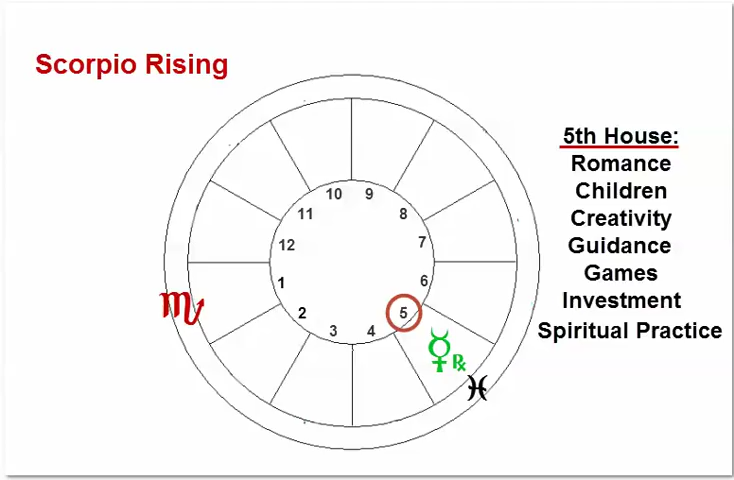 Scorpio Rising
5th House:
Romance
Children
Creativity
Guidance
Games
Investment
Spiritual Practice
10
9
11
8
12
7
1
6
2
5
3
4
♏
☿
℞
♓